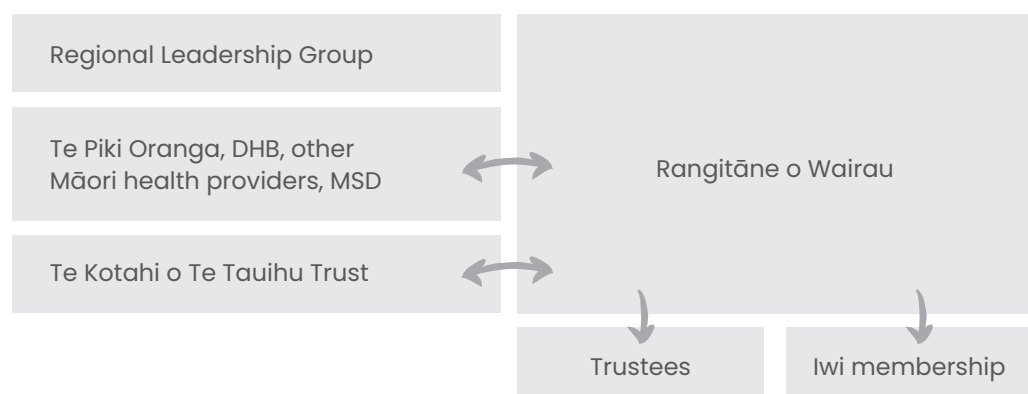 Regional Leadership Group
Te Piki Oranga, DHB, other
Māori health providers, MSD
Te Kotahi o Te Tauihu Trust
Rangitāne o Wairau
Trustees
Iwi membership